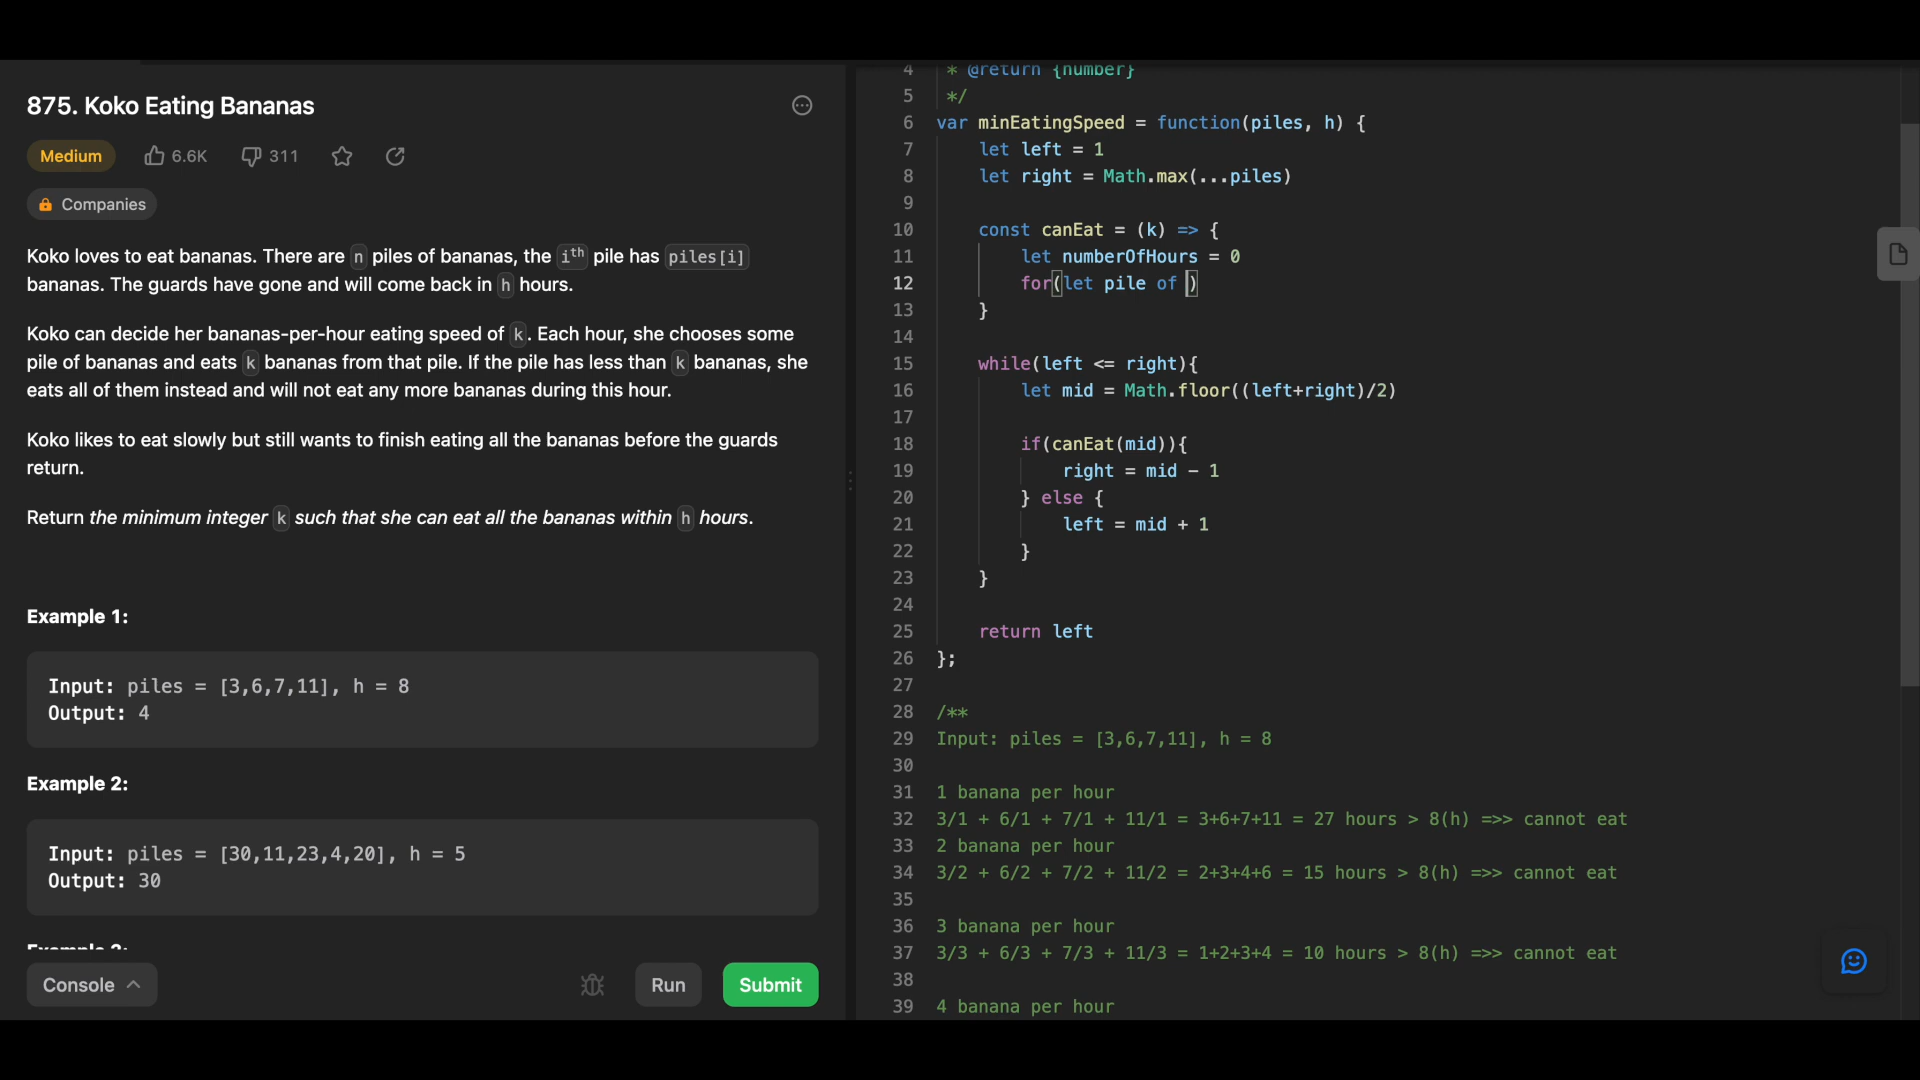 875. Koko Eating Bananas
Medium 6.6K 311
Companies
Koko loves to eat bananas. There are n piles of bananas, the ith pile has piles[i]
bananas. The guards have gone and will come back in h hours.
Koko can decide her bananas-per-hour eating speed of k. Each hour, she chooses some
pile of bananas and eats k bananas from that pile. If the pile has less than k bananas, she
eats all of them instead and will not eat any more bananas during this hour.
Koko likes to eat slowly but still wants to finish eating all the bananas before the guards
return.
Return the minimum integer k such that she can eat all the bananas within h hours.
Example 1:
Input: piles = [3,6,7,11], h = 8
Output: 4
Example 2:
Input: piles = [30,11,23,4,20], h = 5
Output: 30
Example 3:
Console Run Submit
4 * @return {number}
5 */
6 var minEatingSpeed = function(piles, h) {
7 let left = 1
8 let right = Math.max(...piles)
9
10 const canEat = (k) => {
11 let numberOfHours = 0
12 for(let pile of )
13 }
14
15 while(left <= right){
16 let mid = Math.floor((left+right)/2)
17
18 if(canEat(mid)){
19 right = mid - 1
20 } else {
21 left = mid + 1
22 }
23 }
24
25 return left
26 };
27
28 /**
29 Input: piles = [3,6,7,11], h = 8
30
31 1 banana per hour
32 3/1 + 6/1 + 7/1 + 11/1 = 3+6+7+11 = 27 hours > 8(h) =>> cannot eat
33 2 banana per hour
34 3/2 + 6/2 + 7/2 + 11/2 = 2+3+4+6 = 15 hours > 8(h) =>> cannot eat
35
36 3 banana per hour
37 3/3 + 6/3 + 7/3 + 11/3 = 1+2+3+4 = 10 hours > 8(h) =>> cannot eat
38
39 4 banana per hour